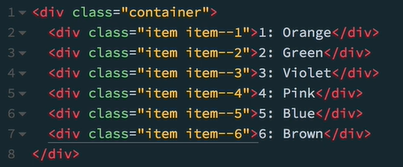 1 <div class="container">
2 <div class="item item--1">1: Orange</div>
3 <div class="item item--2">2: Green</div>
4 <div class="item item--3">3: Violet</div>
5 <div class="item item--4">4: Pink</div>
6 <div class="item item--5">5: Blue</div>
7 <div class="item item--6">6: Brown</div>
8 </div>